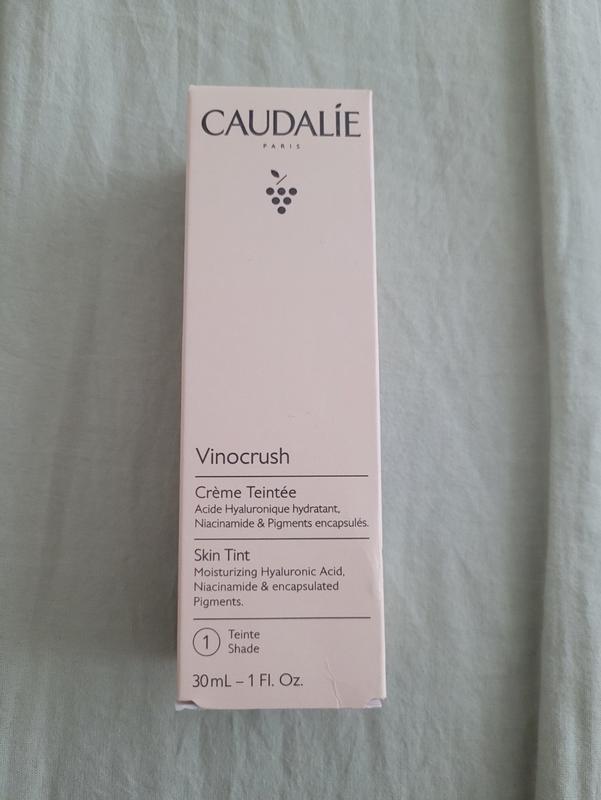 CAUDALÍE
PARIS
Vinocrush
Crème Teintée
Acide Hyaluronique hydratant,
Niacinamide & Pigments encapsulés.
Skin Tint
Moisturizing Hyaluronic Acid,
Niacinamide & encapsulated
Pigments.
1 Teinte
Shade
30mL – 1 Fl. Oz.